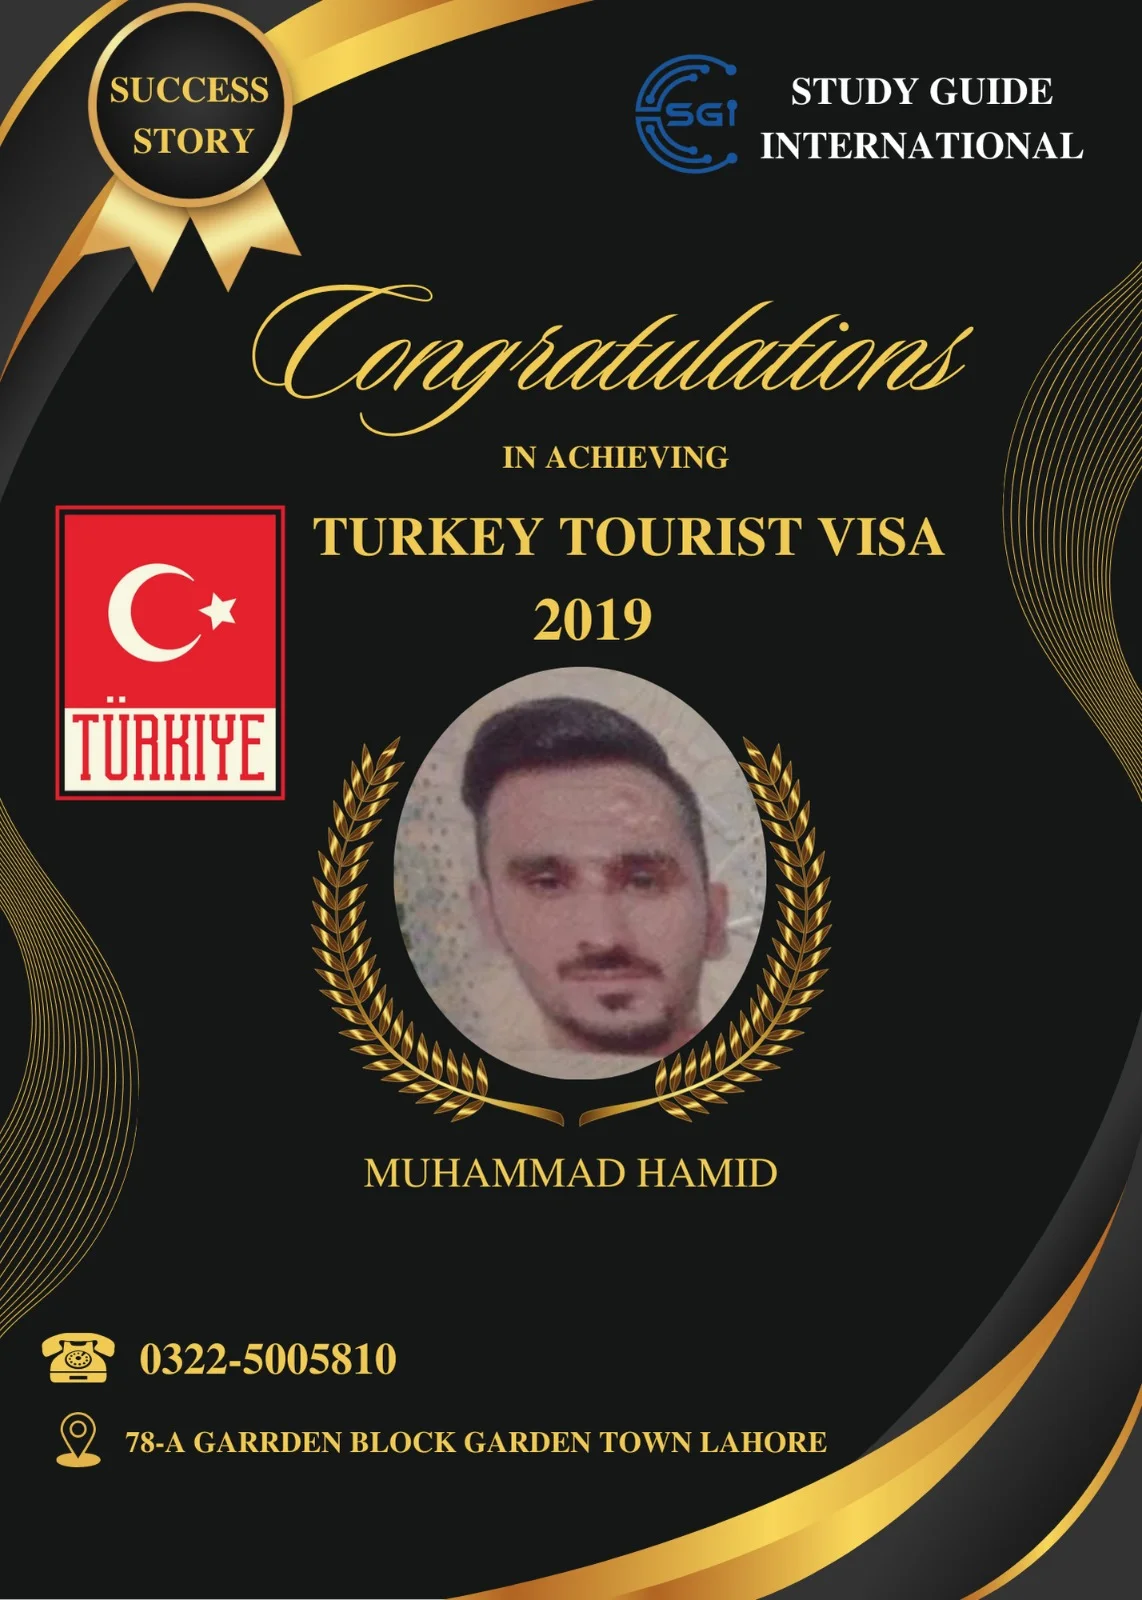 SUCCESS
STORY
SGI
STUDY GUIDE
INTERNATIONAL
Congratulations
IN ACHIEVING
TURKEY TOURIST VISA
2019
TÜRKIYE
MUHAMMAD HAMID
0322-5005810
78-A GARRDEN BLOCK GARDEN TOWN LAHORE